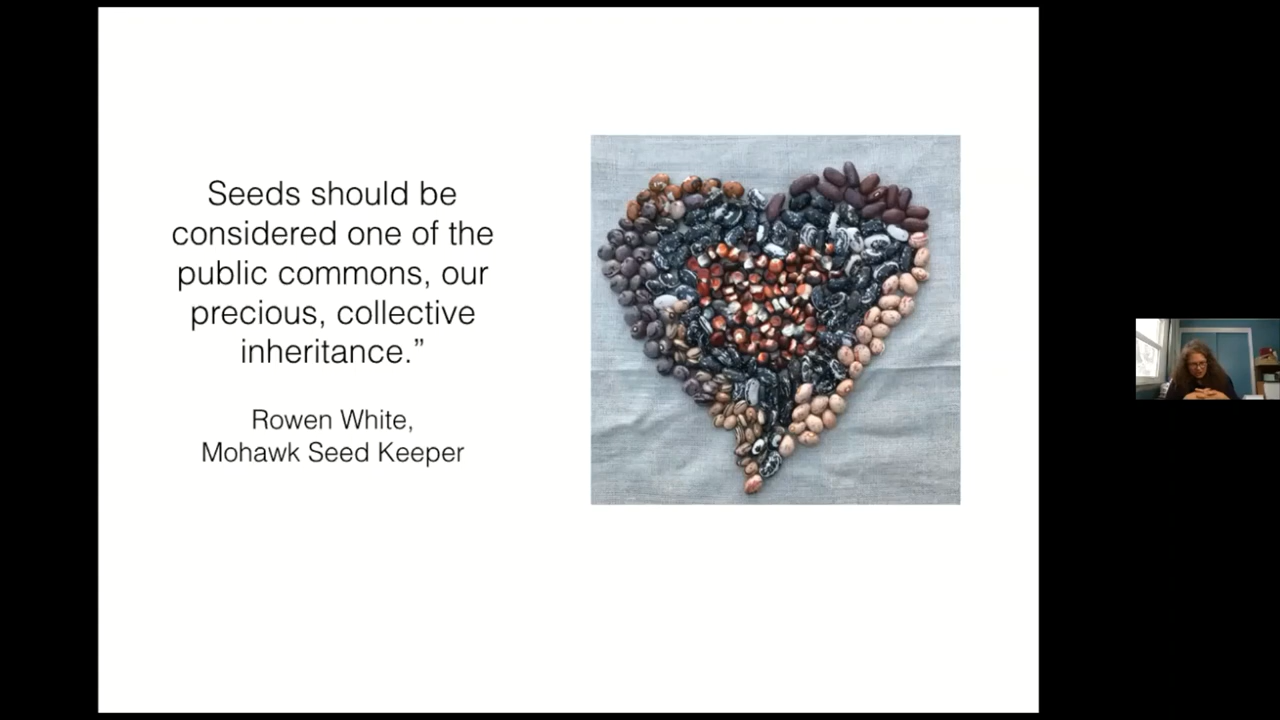 Seeds should be
considered one of the
public commons, our
precious, collective
inheritance.”
Rowen White,
Mohawk Seed Keeper